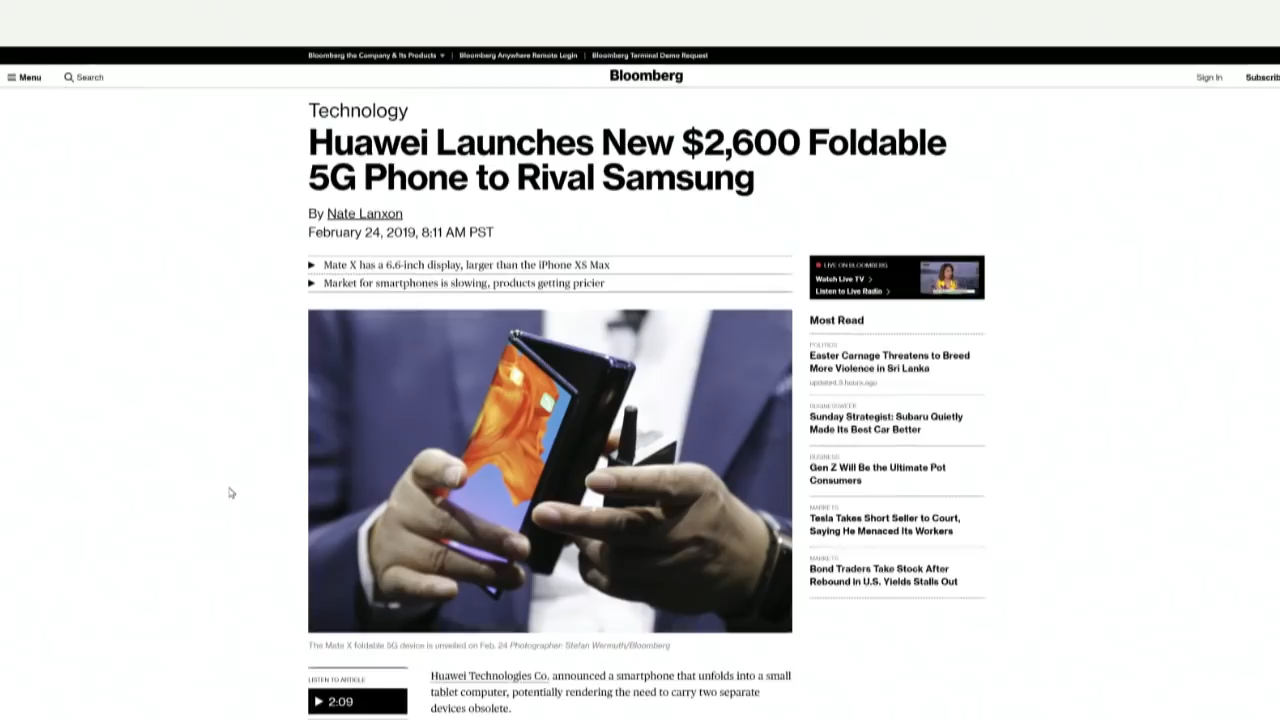 Bloomberg the Company & Its Products
Bloomberg Anywhere Remote Login
Bloomberg Terminal Demo Request
Menu
Search
Bloomberg
Sign In
Subscrib
Technology
Huawei Launches New $2,600 Foldable
5G Phone to Rival Samsung
By Nate Lanxon
February 24, 2019, 8:11 AM PST
Mate X has a 6.6-inch display, larger than the iPhone XS Max
Market for smartphones is slowing, products getting pricier
LIVE ON BLOOMBERG
Watch Live TV
Listen to Live Radio
Most Read
POLITICS
Easter Carnage Threatens to Breed
More Violence in Sri Lanka
updated 3 hours ago
BUSINESSWEEK
Sunday Strategist: Subaru Quietly
Made Its Best Car Better
BUSINESS
Gen Z Will Be the Ultimate Pot
Consumers
MARKETS
Tesla Takes Short Seller to Court,
Saying He Menaced Its Workers
MARKETS
Bond Traders Take Stock After
Rebound in U.S. Yields Stalls Out
The Mate X foldable 5G device is unveiled on Feb. 24 Photographer: Stefan Wermuth/Bloomberg
LISTEN TO ARTICLE
2:09
Huawei Technologies Co. announced a smartphone that unfolds into a small
tablet computer, potentially rendering the need to carry two separate
devices obsolete.